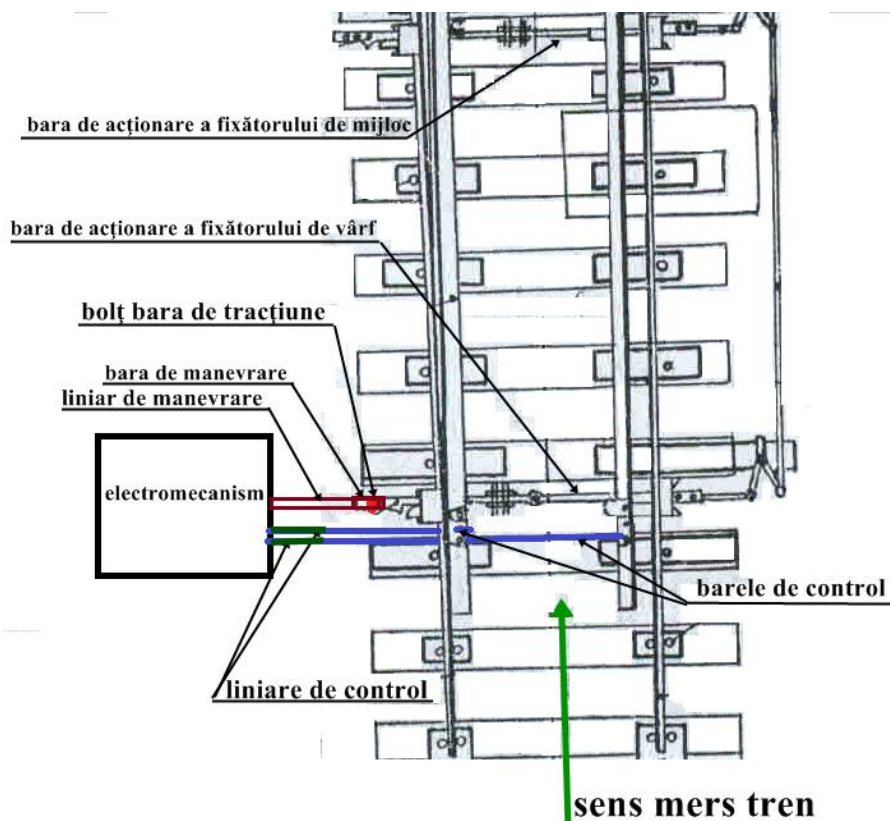 bara de acționare a fixătorului de mijloc
bara de acționare a fixătorului de vârf
bolț bara de tracțiune
bara de manevrare
liniar de manevrare
electromecanism
barele de control
liniare de control
sens mers tren